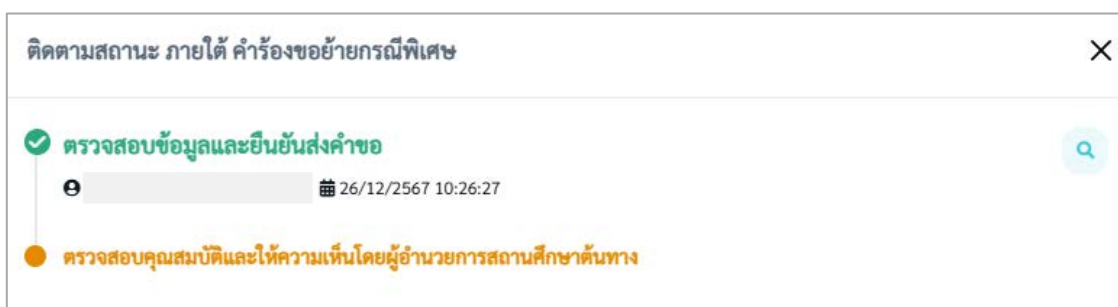 ติดตามสถานะ ภายใต้ คำร้องขอย้ายกรณีพิเศษ
ตรวจสอบข้อมูลและยืนยันส่งคำขอ
26/12/2567 10:26:27
ตรวจสอบคุณสมบัติและให้ความเห็นโดยผู้อำนวยการสถานศึกษาต้นทาง